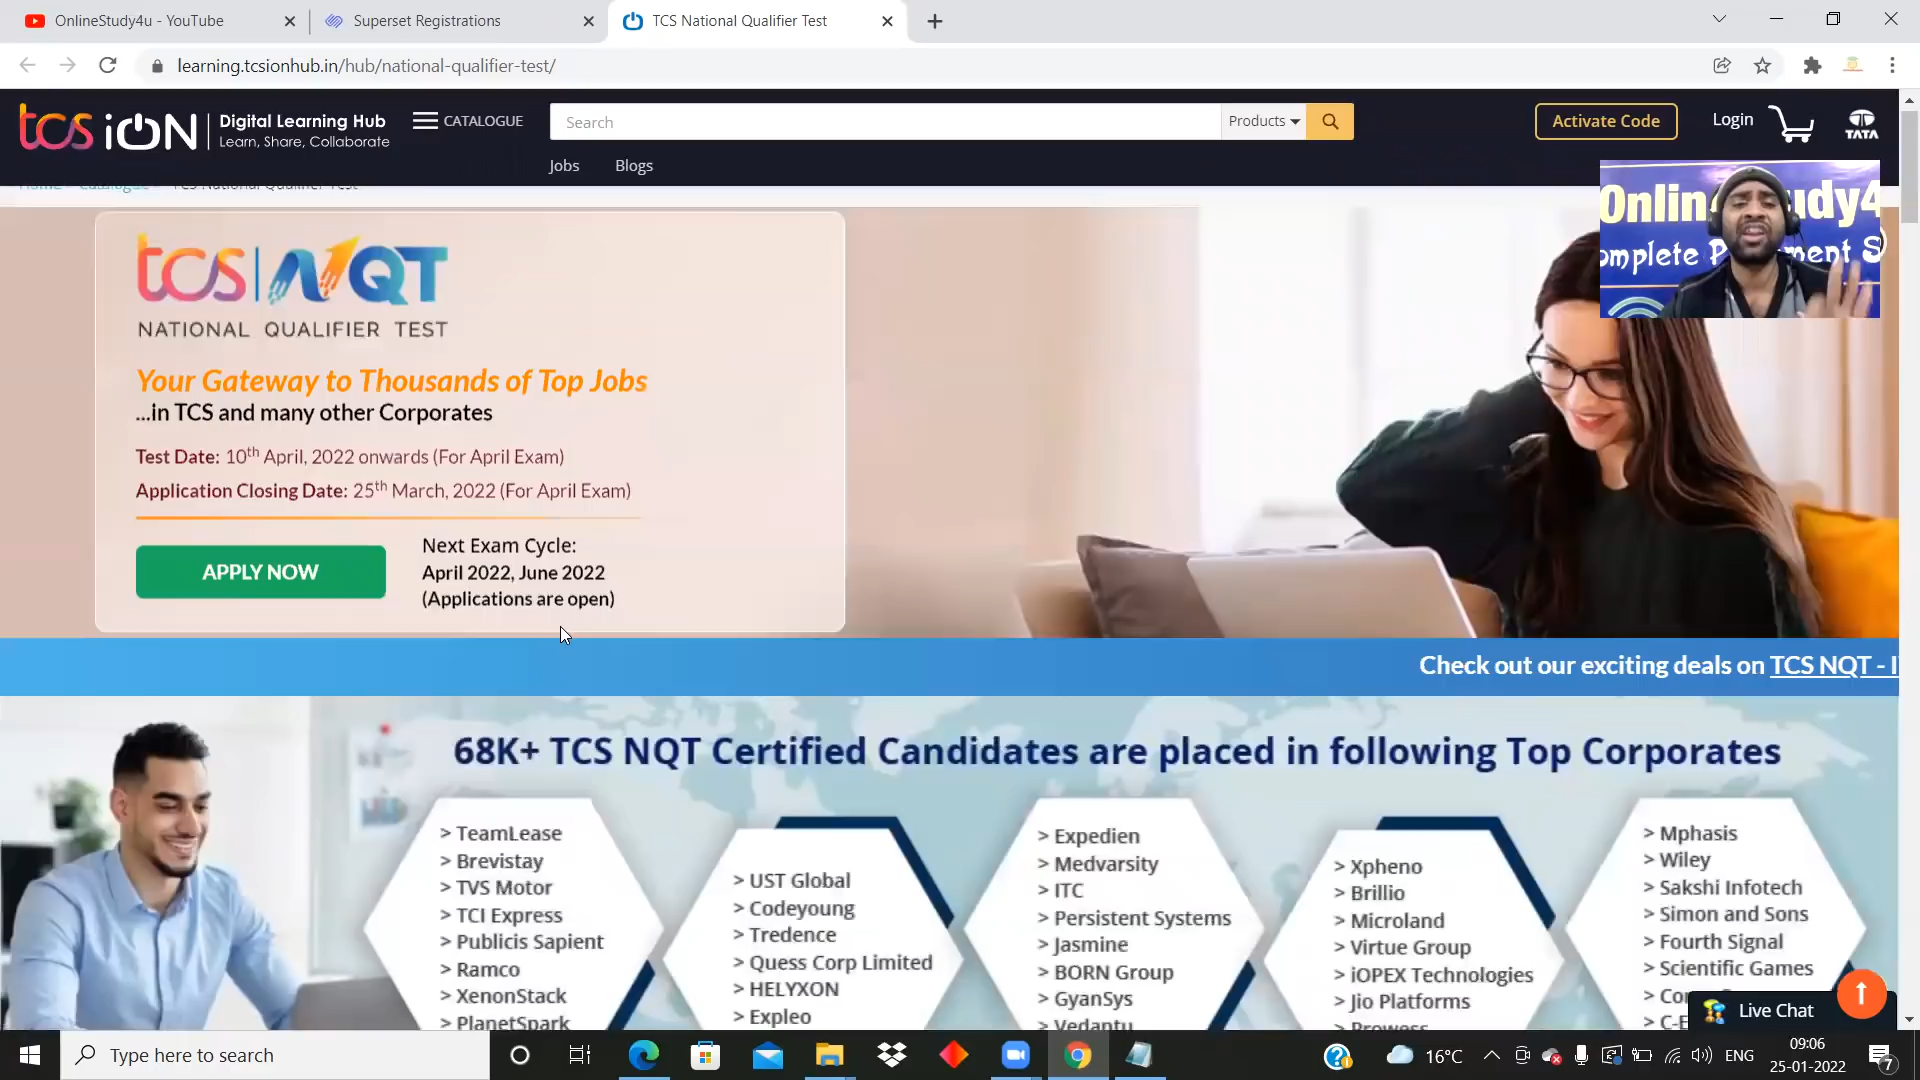 OnlineStudy4u - YouTube
Superset Registrations
TCS National Qualifier Test
learning.tcsionhub.in/hub/national-qualifier-test/
tcs iON
Digital Learning Hub
Learn, Share, Collaborate
CATALOGUE
Search
Products
Activate Code
Login
TATA
Jobs
Blogs
Home
Catalogue
TCS National Qualifier Test
tcs NQT
NATIONAL QUALIFIER TEST
Your Gateway to Thousands of Top Jobs
...in TCS and many other Corporates
Test Date: 10th April, 2022 onwards (For April Exam)
Application Closing Date: 25th March, 2022 (For April Exam)
APPLY NOW
Next Exam Cycle:
April 2022, June 2022
(Applications are open)
Check out our exciting deals on TCS NQT - I
68K+ TCS NQT Certified Candidates are placed in following Top Corporates
> TeamLease
> Brevistay
> TVS Motor
> TCI Express
> Publicis Sapient
> Ramco
> XenonStack
> PlanetSpark
> UST Global
> Codeyoung
> Tredence
> Quess Corp Limited
> HELYXON
> Expleo
> Expedien
> Medvarsity
> ITC
> Persistent Systems
> Jasmine
> BORN Group
> GyanSys
> Vedantu
> Xpheno
> Brillio
> Microland
> Virtue Group
> iOPEX Technologies
> Jio Platforms
> Prowess
> Mphasis
> Wiley
> Sakshi Infotech
> Simon and Sons
> Fourth Signal
> Scientific Games
Live Chat
Type here to search
16°C
ENG
09:06
25-01-2022
7